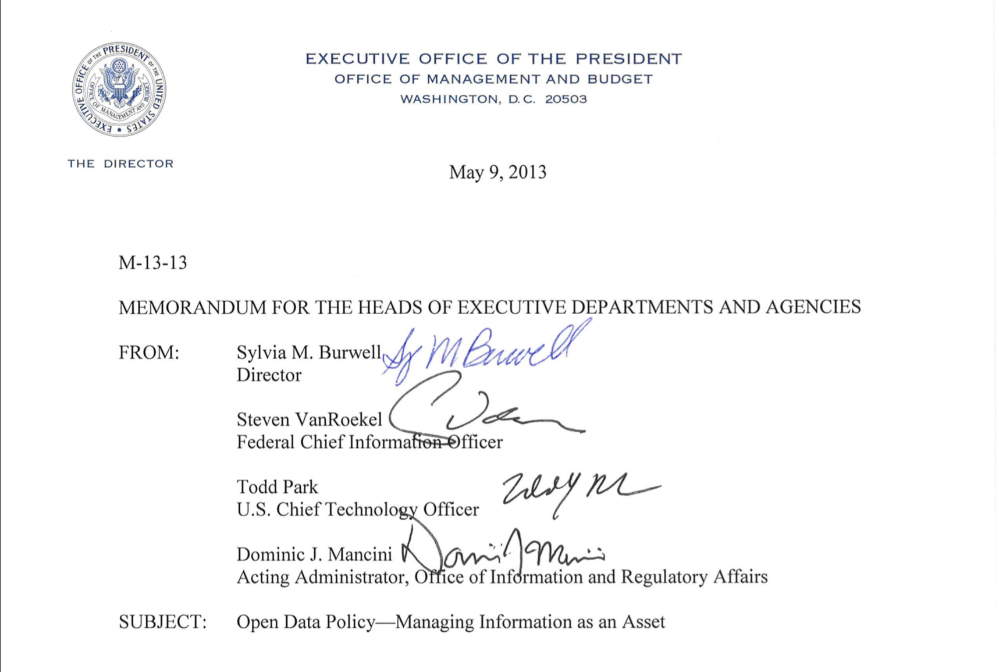 EXECUTIVE OFFICE OF THE PRESIDENT OF THE UNITED STATES
OFFICE OF MANAGEMENT AND BUDGET
THE DIRECTOR
EXECUTIVE OFFICE OF THE PRESIDENT
OFFICE OF MANAGEMENT AND BUDGET
WASHINGTON, D.C. 20503
May 9, 2013
M-13-13
MEMORANDUM FOR THE HEADS OF EXECUTIVE DEPARTMENTS AND AGENCIES
FROM: Sylvia M. Burwell Sy M Burwell
Director
Steven VanRoekel
Federal Chief Information Officer
Todd Park
U.S. Chief Technology Officer
Dominic J. Mancini
Acting Administrator, Office of Information and Regulatory Affairs
SUBJECT: Open Data Policy—Managing Information as an Asset